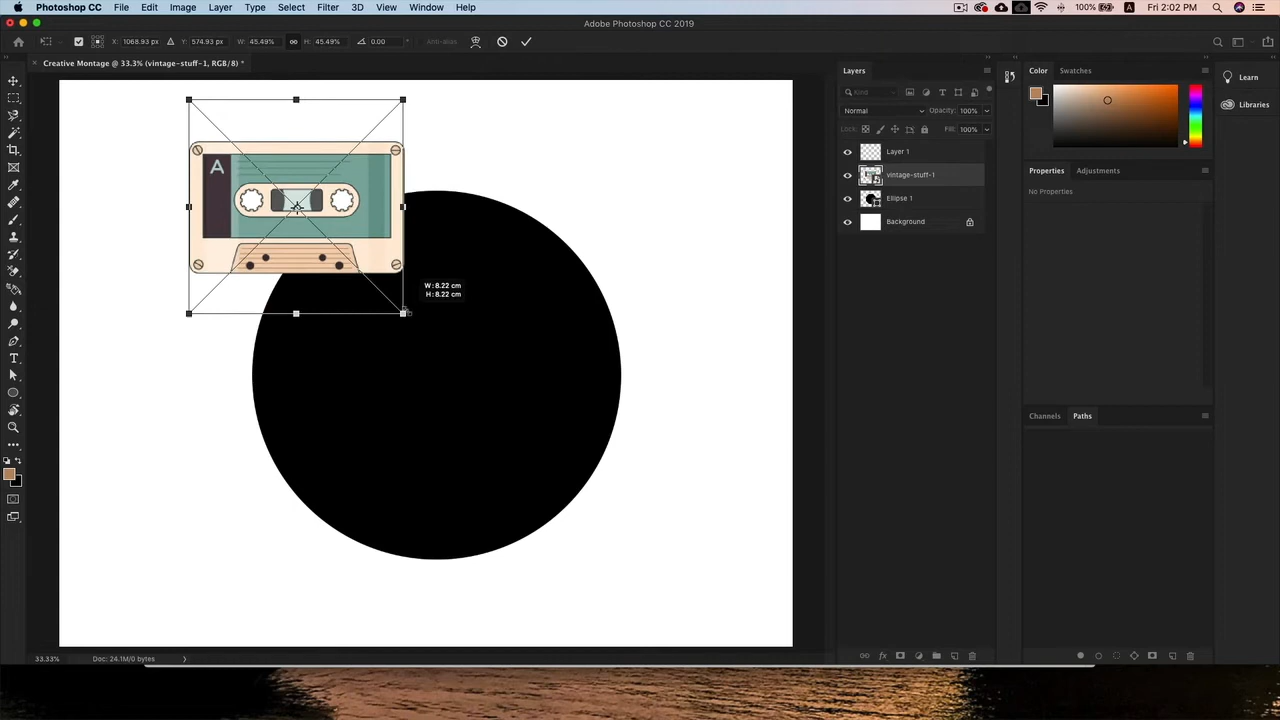 Photoshop CC File Edit Image Layer Type Select Filter 3D View Window Help 100% A Fri 2:02 PM
Adobe Photoshop CC 2019
X: 1068.93 px Y: 574.93 px W: 45.49% H: 45.49% 0.00 ° Anti-alias
Creative Montage @ 33.3% (vintage-stuff-1, RGB/8) *
Layers
Kind
Normal Opacity: 100%
Lock: Fill: 100%
Layer 1
vintage-stuff-1
Ellipse 1
Background
Color Swatches
Learn
Libraries
Properties Adjustments
No Properties
Channels Paths
A
W: 8.22 cm
H: 8.22 cm
33.33% Doc: 24.1M/0 bytes